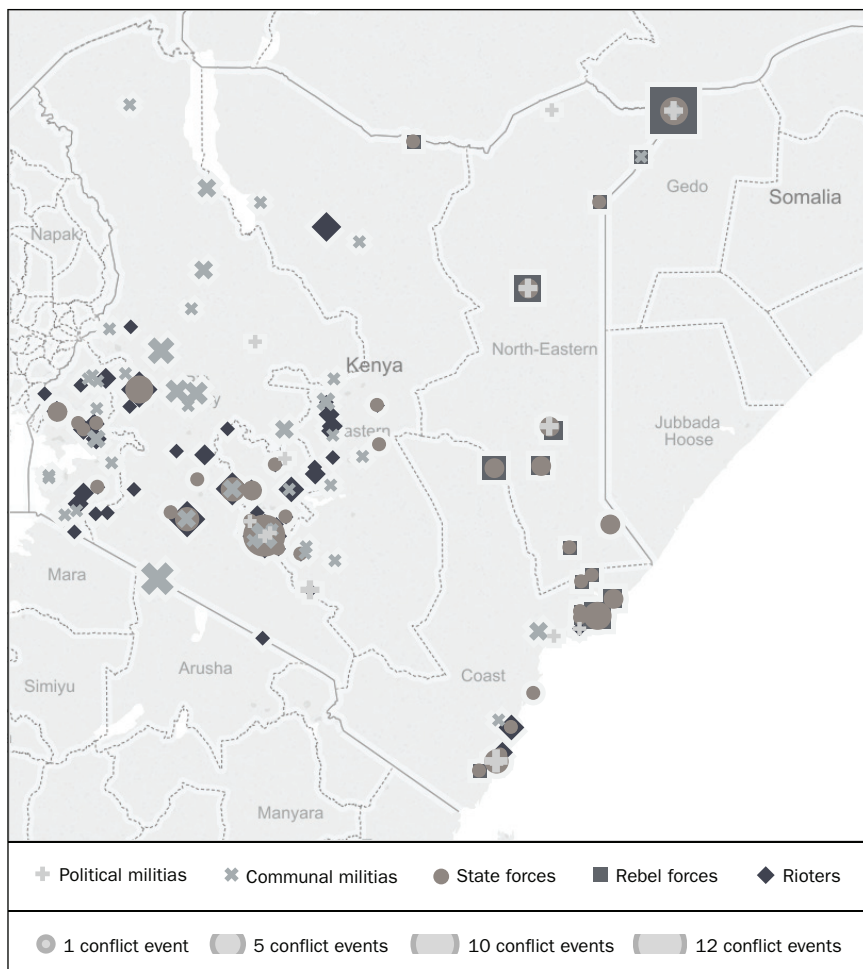 Napak
Gedo
Somalia
North-Eastern
Kenya
Jubbada
Hoose
astern
Mara
Arusha
Simiyu
Coast
Manyara
Political militias
Communal militias
State forces
Rebel forces
Rioters
1 conflict event
5 conflict events
10 conflict events
12 conflict events